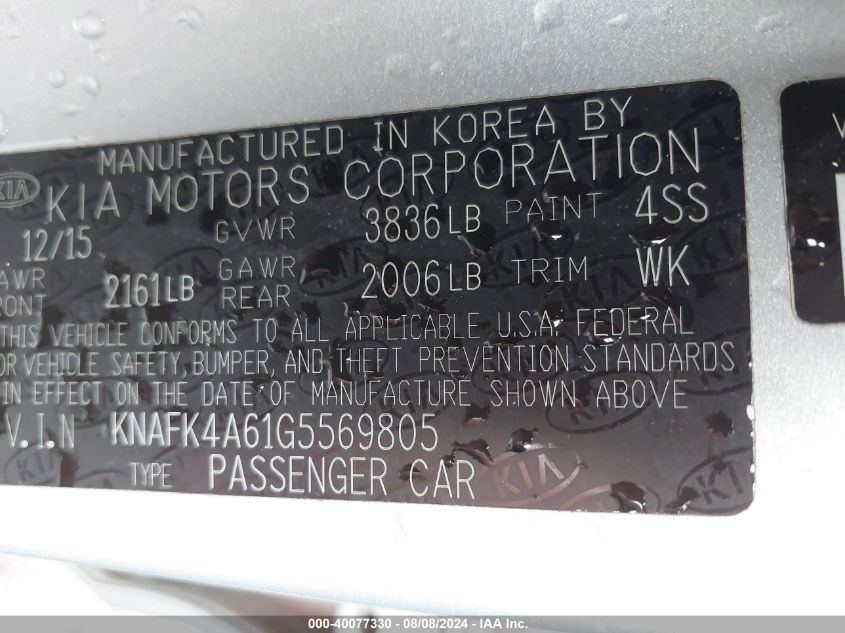 MANUFACTURED IN KOREA BY
KIA KIA MOTORS CORPORATION
12/15 GVWR 3836LB PAINT 4SS
2161LB GAWR REAR 2006LB TRIM WK
THIS VEHICLE CONFORMS TO ALL APPLICABLE U.S.A. FEDERAL
VEHICLE SAFETY, BUMPER, AND THEFT PREVENTION STANDARDS
IN EFFECT ON THE DATE OF MANUFACTURE SHOWN ABOVE
V.I.N KNAFK4A61G5569805
TYPE PASSENGER CAR
KIA
000-40077330 - 08/08/2024 - IAA Inc.